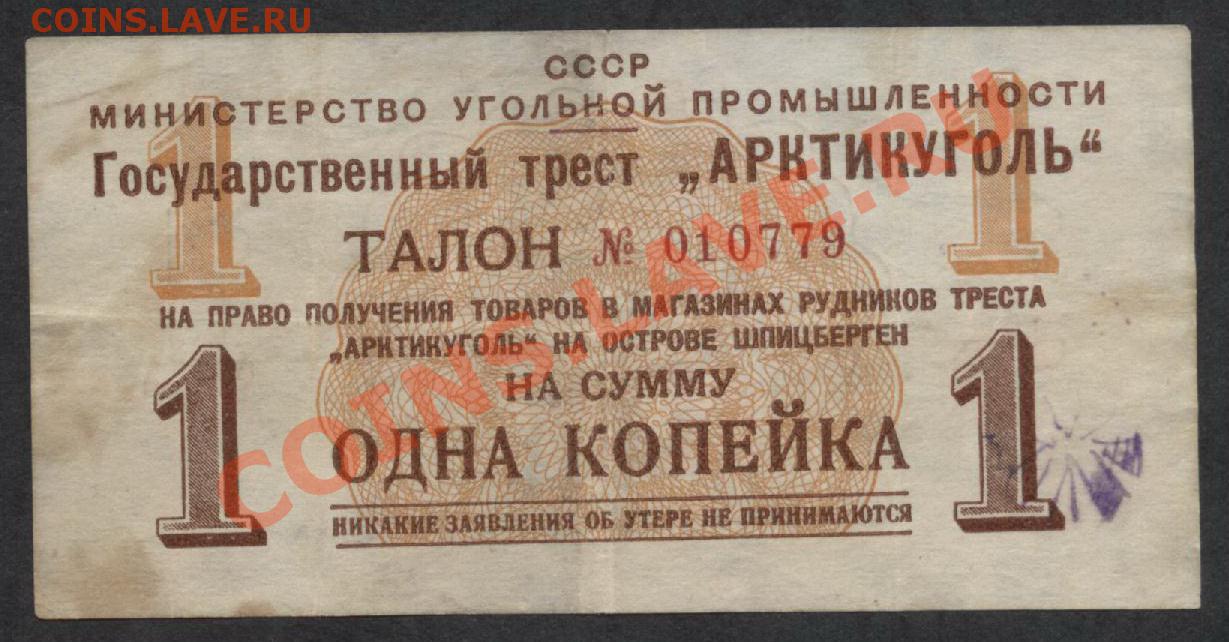 COINS.LAVE.RU
СССР
МИНИСТЕРСТВО УГОЛЬНОЙ ПРОМЫШЛЕННОСТИ
Государственный трест „АРКТИКУГОЛЬ“
1 1
ТАЛОН № 010779
НА ПРАВО ПОЛУЧЕНИЯ ТОВАРОВ В МАГАЗИНАХ РУДНИКОВ ТРЕСТА
„АРКТИКУГОЛЬ“ НА ОСТРОВЕ ШПИЦБЕРГЕН
НА СУММУ
1 ОДНА КОПЕЙКА 1
НИКАКИЕ ЗАЯВЛЕНИЯ ОБ УТЕРЕ НЕ ПРИНИМАЮТСЯ
COINS.LAVE.RU